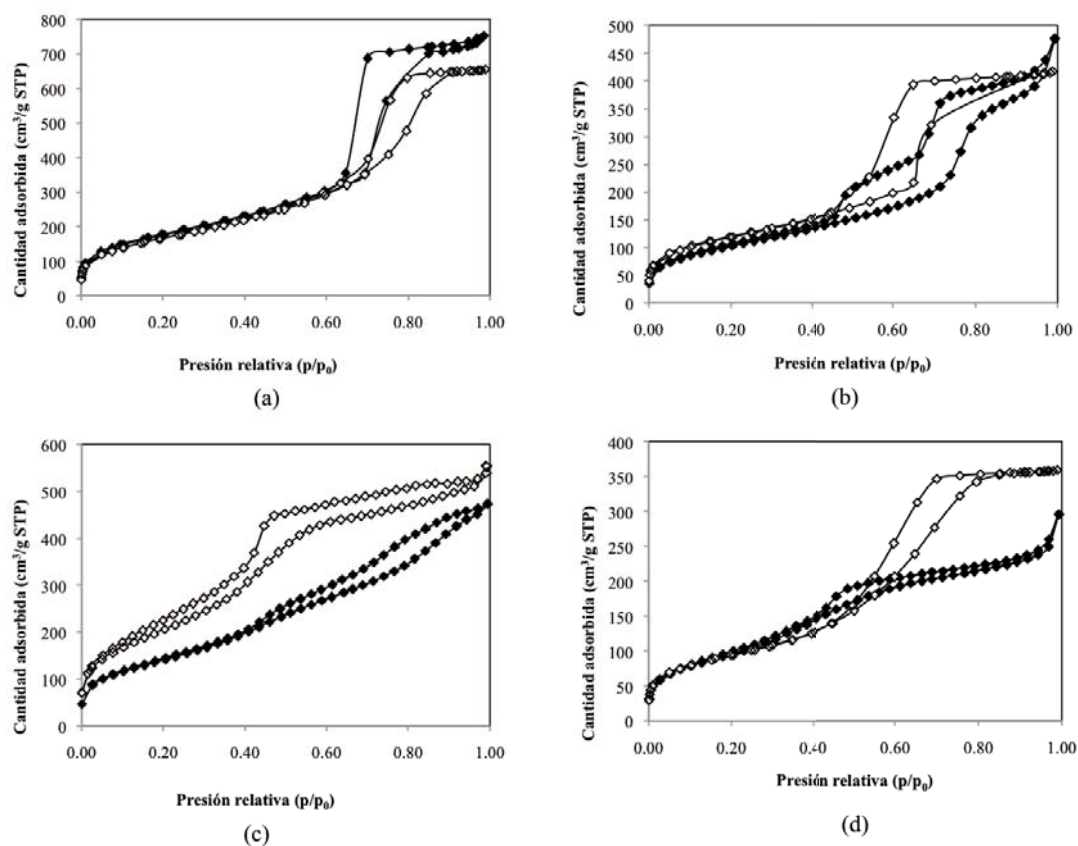 Cantidad adsorbida (cm³/g STP)
800
700
600
500
400
300
200
100
0
0.00 0.20 0.40 0.60 0.80 1.00
Presión relativa (p/p₀)
(a)
Cantidad adsorbida (cm³/g STP)
500
450
400
350
300
250
200
150
100
50
0
0.00 0.20 0.40 0.60 0.80 1.00
Presión relativa (p/p₀)
(b)
Cantidad adsorbida (cm³/g STP)
600
500
400
300
200
100
0
0.00 0.20 0.40 0.60 0.80 1.00
Presión relativa (p/p₀)
(c)
Cantidad adsorbida (cm³/g STP)
400
350
300
250
200
150
100
50
0
0.00 0.20 0.40 0.60 0.80 1.00
Presión relativa (p/p₀)
(d)